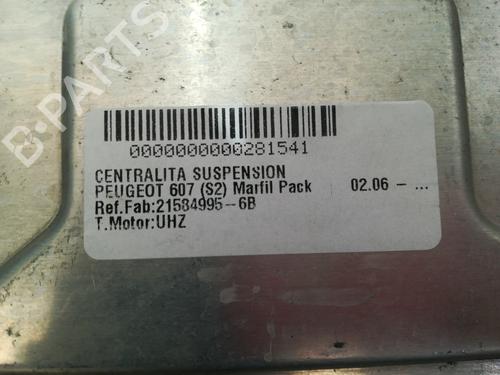 B-PARTS
0000000000281541
CENTRALITA SUSPENSION
PEUGEOT 607 (S2) Marfil Pack 02.06 - ...
Ref.Fab:21584995-6B
T.Motor:UHZ